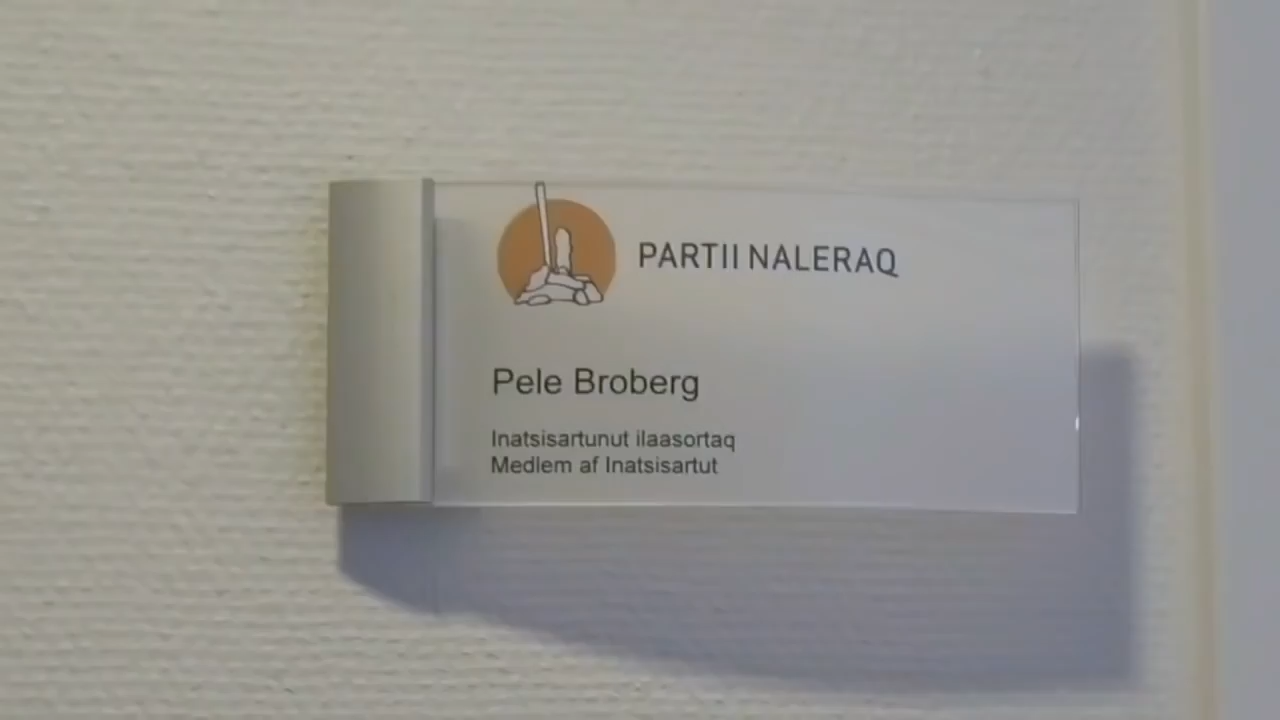 PARTII NALERAQ
Pele Broberg
Inatsisartunut ilaasortaq
Medlem af Inatsisartut